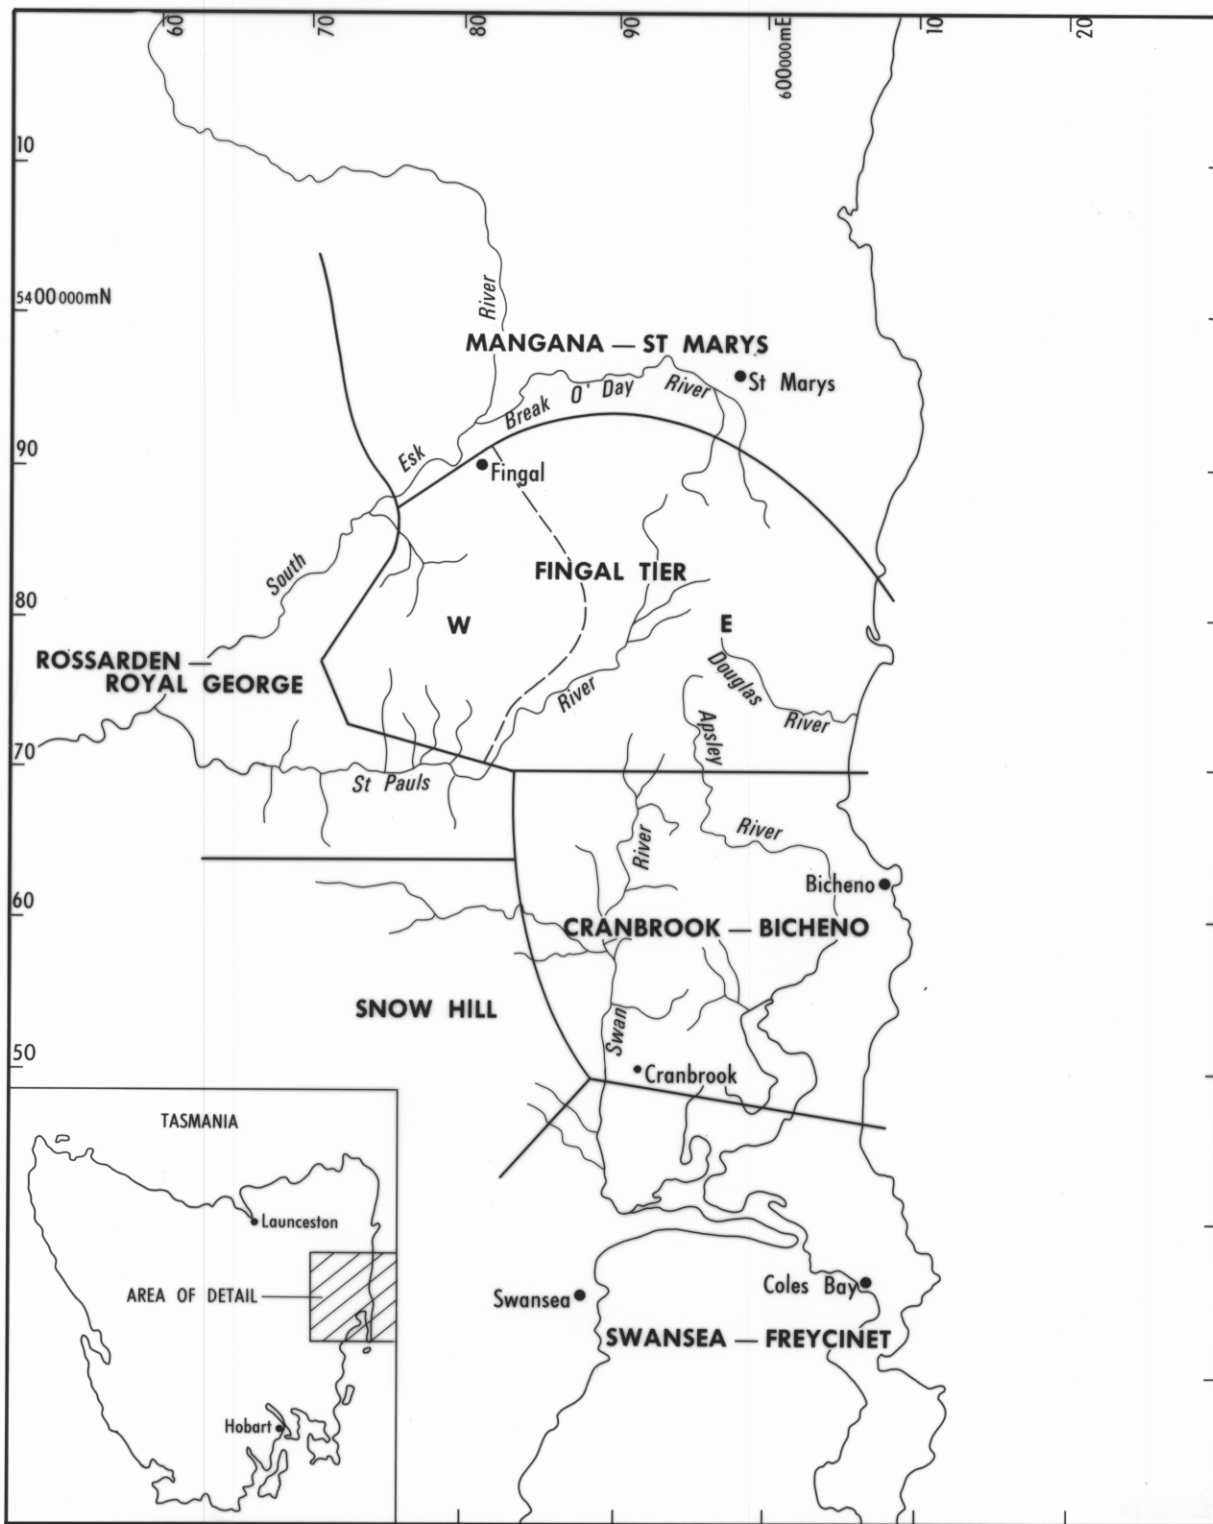 60
70
80
90
600000mE
10
20
10
5400000mN
River
MANGANA — ST MARYS
St Marys
Break O' Day River
90
Esk
Fingal
South
FINGAL TIER
80
W
E
ROSSARDEN —
ROYAL GEORGE
River
Douglas
River
Apsley
70
St Pauls
River
River
Bicheno
60
CRANBROOK — BICHENO
SNOW HILL
Swan
50
Cranbrook
TASMANIA
Launceston
AREA OF DETAIL
Coles Bay
Swansea
SWANSEA — FREYCINET
Hobart